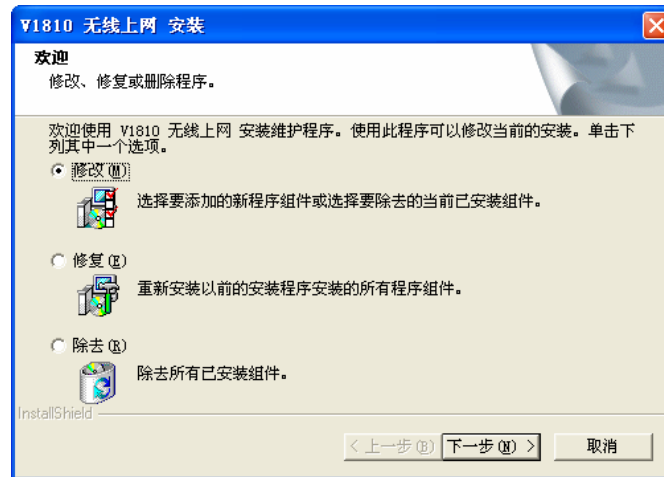 V1810 无线上网 安装
欢迎
修改、修复或删除程序。
欢迎使用 V1810 无线上网 安装维护程序。使用此程序可以修改当前的安装。单击下
列其中一个选项。
修改(M)
选择要添加的新程序组件或选择要除去的当前已安装组件。
修复(E)
重新安装以前的安装程序安装的所有程序组件。
除去(R)
除去所有已安装组件。
InstallShield
< 上一步(B) 下一步(N) > 取消